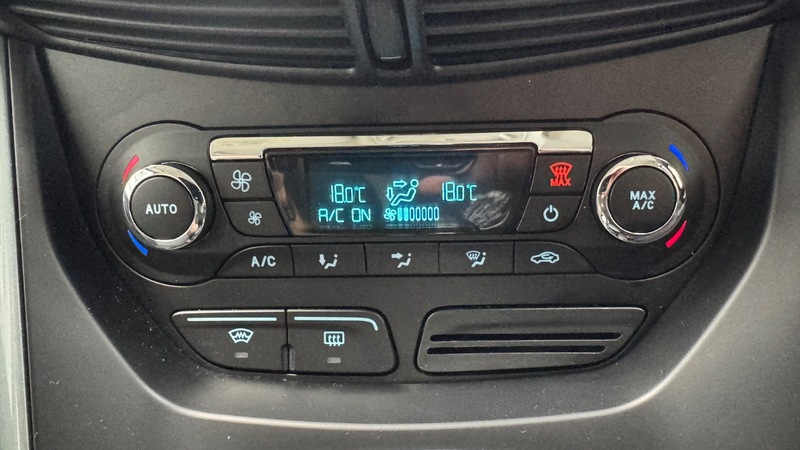 MAX
18.0°C 18.0°C
A/C ON
AUTO
MAX
A/C
A/C